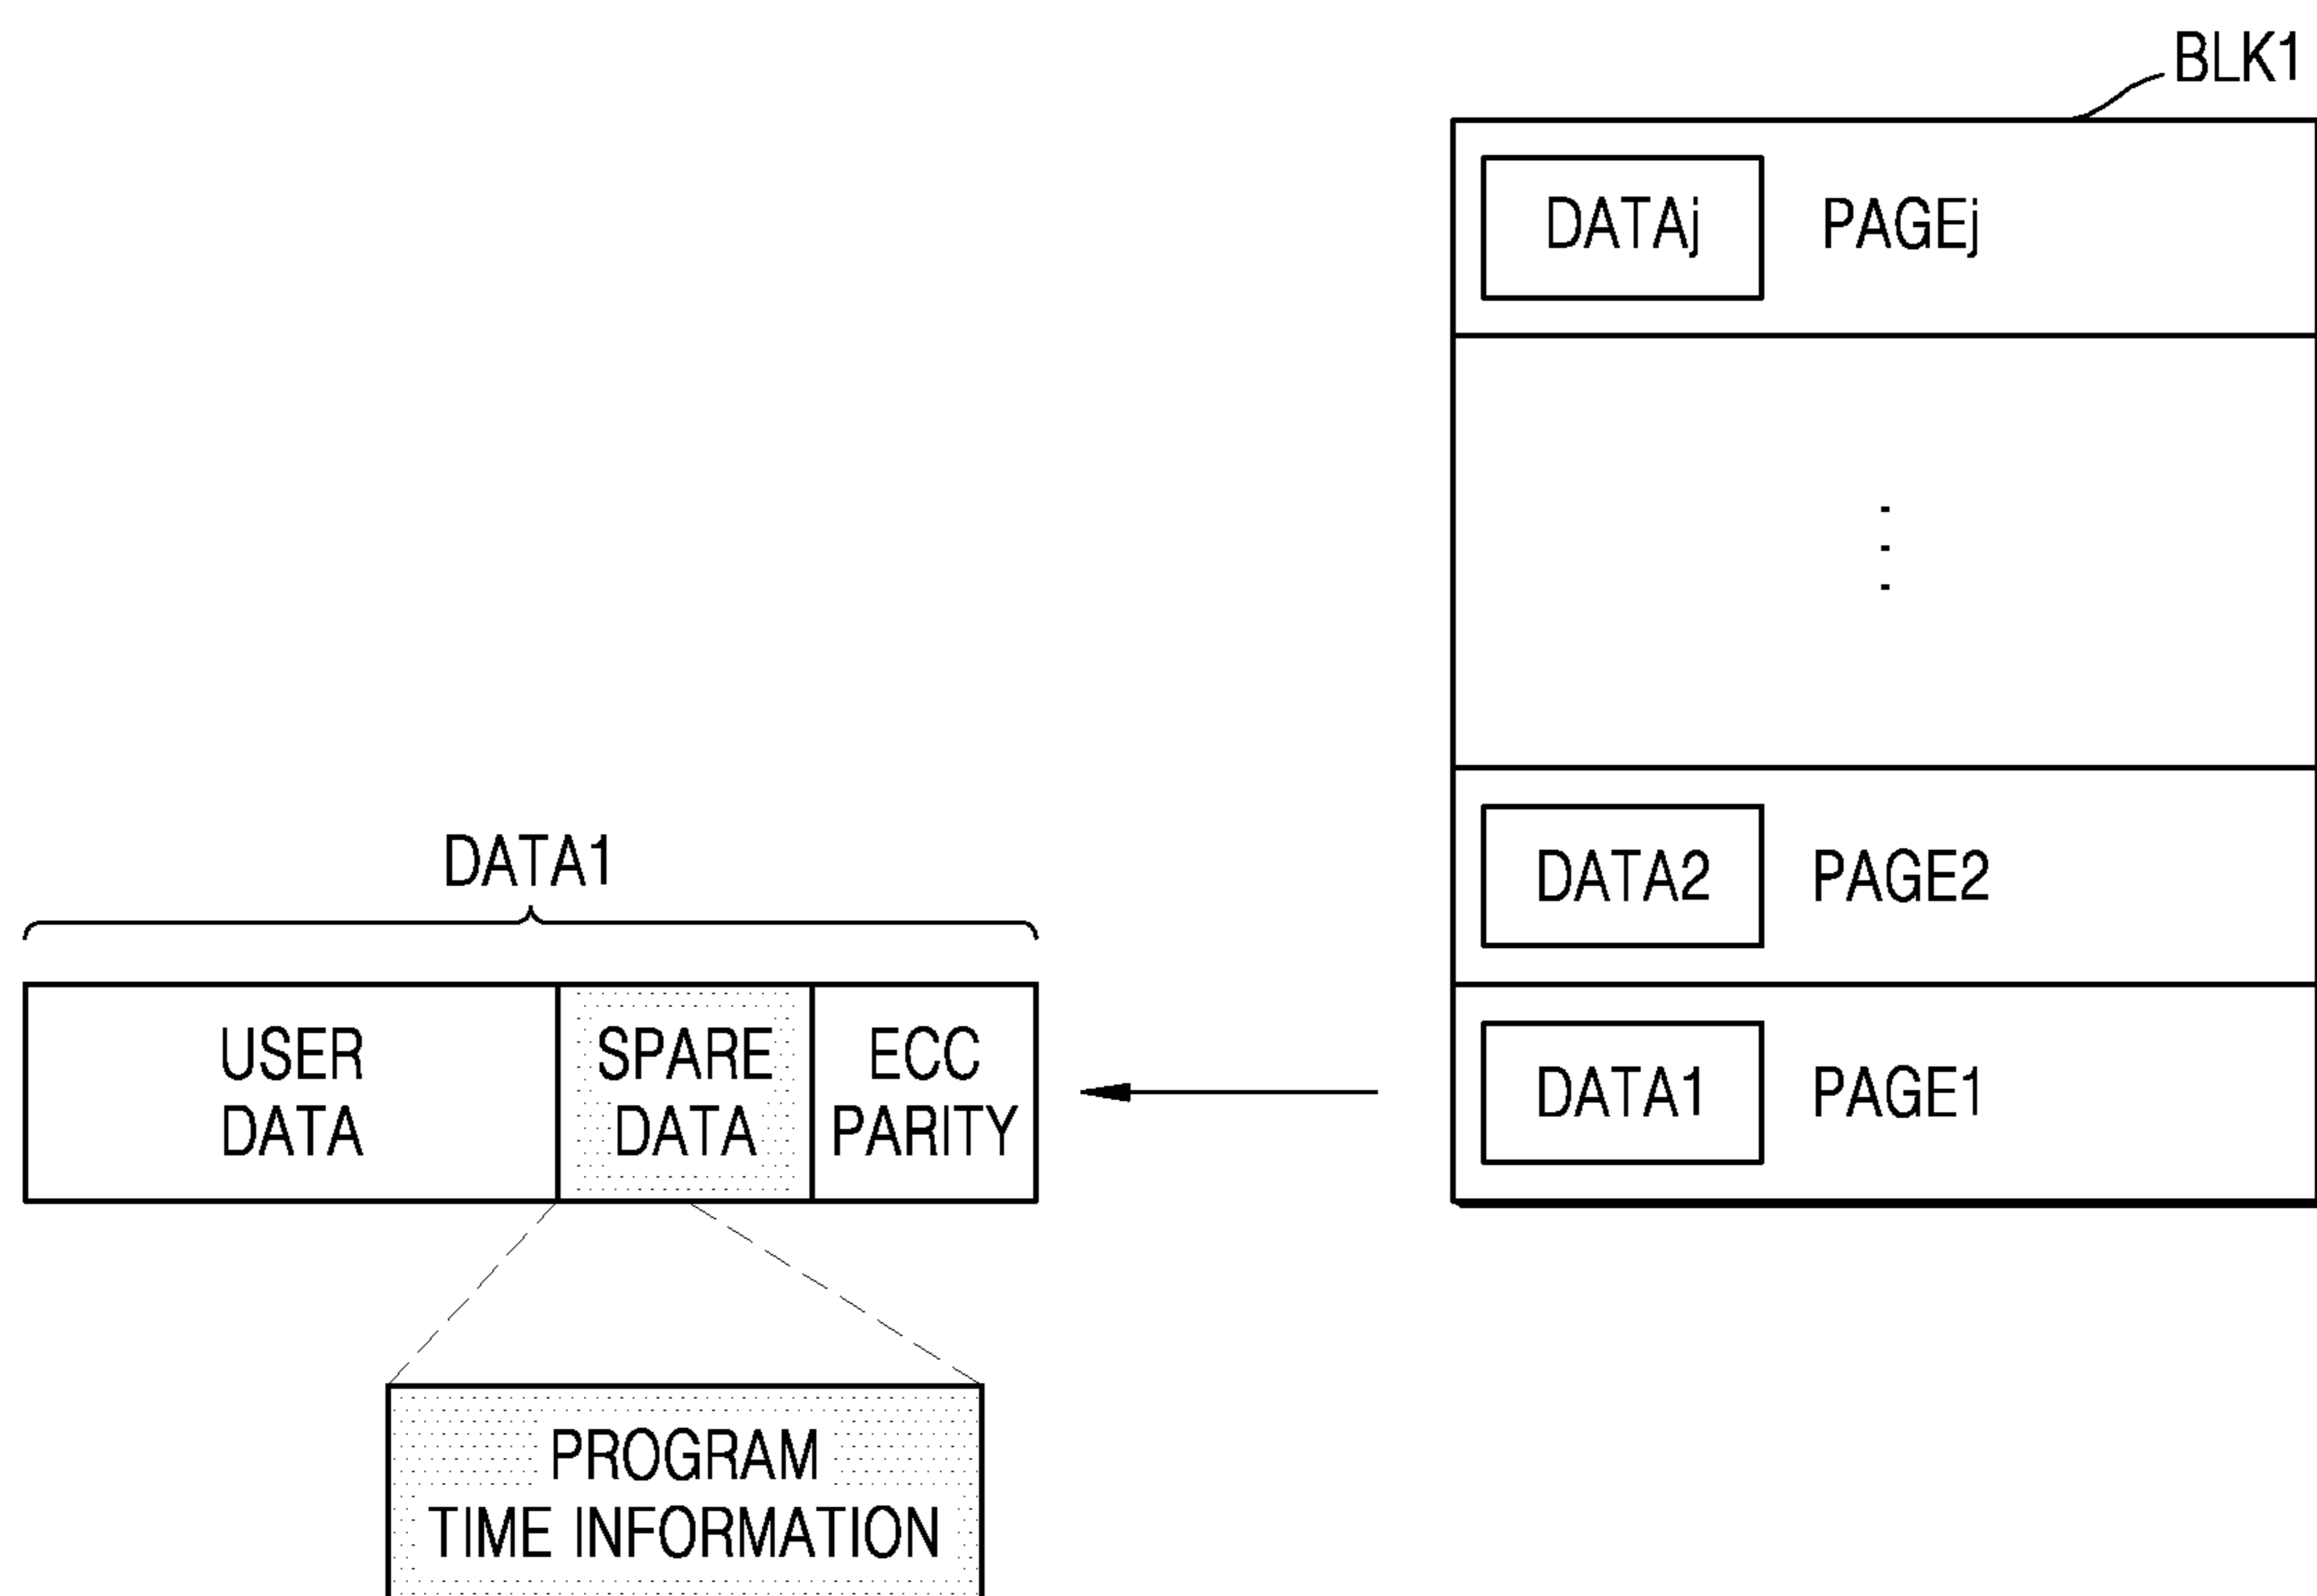 BLK1
DATAj PAGEj
DATA2 PAGE2
DATA1 PAGE1
DATA1
USER
DATA
SPARE
DATA
ECC
PARITY
PROGRAM
TIME INFORMATION